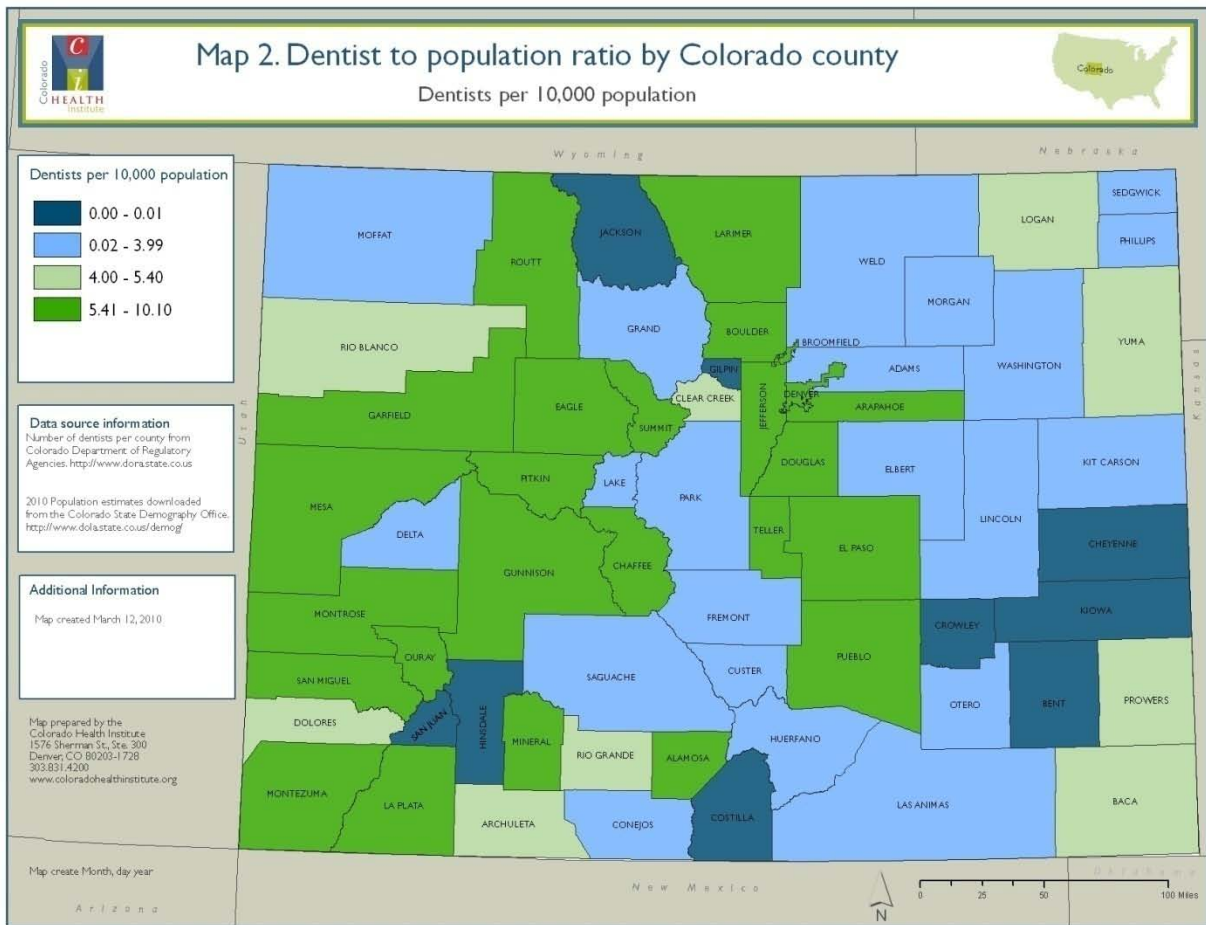 Colorado
C
i
HEALTH
Institute
Map 2. Dentist to population ratio by Colorado county
Dentists per 10,000 population
Colorado
Wyoming
Nebraska
Dentists per 10,000 population
0.00 - 0.01
0.02 - 3.99
4.00 - 5.40
5.41 - 10.10
Data source information
Number of dentists per county from
Colorado Department of Regulatory
Agencies. http://www.dora.state.co.us
2010 Population estimates downloaded
from the Colorado State Demography Office.
http://www.dola.state.co.us/demog/
Additional Information
Map created March 12, 2010
Map prepared by the
Colorado Health Institute
1576 Sherman St., Ste. 300
Denver, CO 80203-1728
303.831.4200
www.coloradohealthinstitute.org
Map create Month, day year
Utah
Kansas
MOFFAT
ROUTT
JACKSON
LARIMER
WELD
LOGAN
SEDGWICK
PHILLIPS
MORGAN
RIO BLANCO
GRAND
BOULDER
BROOMFIELD
GILPIN
ADAMS
WASHINGTON
YUMA
GARFIELD
EAGLE
SUMMIT
CLEAR CREEK
JEFFERSON
DENVER
ARAPAHOE
MESA
PITKIN
LAKE
PARK
DOUGLAS
ELBERT
LINCOLN
KIT CARSON
DELTA
GUNNISON
CHAFFEE
TELLER
EL PASO
CHEYENNE
MONTROSE
FREMONT
CROWLEY
KIOWA
OURAY
SAN MIGUEL
SAGUACHE
CUSTER
PUEBLO
OTERO
BENT
PROWERS
DOLORES
SAN JUAN
HINSDALE
MINERAL
RIO GRANDE
ALAMOSA
HUERFANO
MONTEZUMA
LA PLATA
ARCHULETA
CONEJOS
COSTILLA
LAS ANIMAS
BACA
Arizona
New Mexico
Oklahoma
N
0 25 50 100 Miles